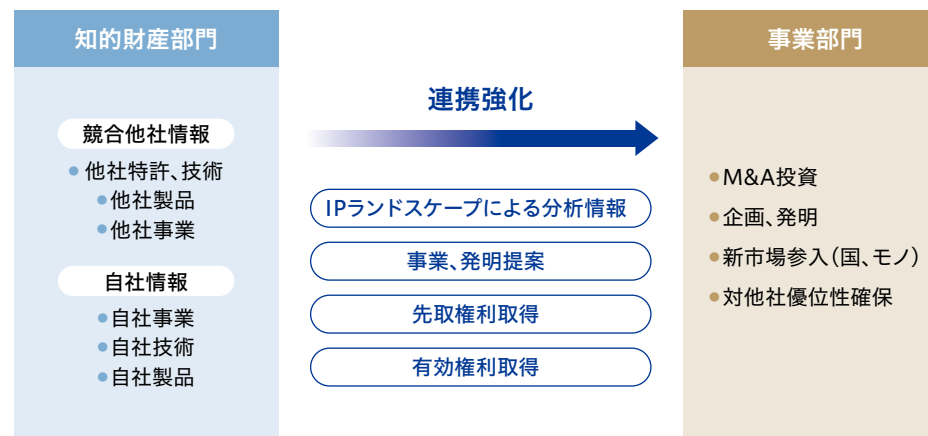 知的財産部門
競合他社情報
● 他社特許、技術
●他社製品
●他社事業
自社情報
●自社事業
●自社技術
●自社製品
連携強化
IPランドスケープによる分析情報
事業、発明提案
先取権利取得
有効権利取得
事業部門
●M&A投資
●企画、発明
●新市場参入(国、モノ)
●対他社優位性確保